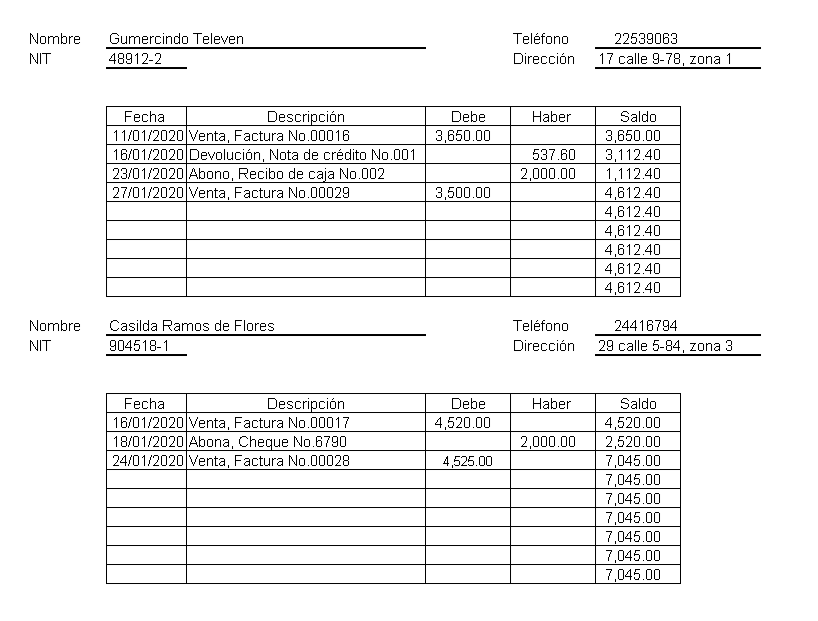 Nombre Gumercindo Televen Teléfono 22539063
NIT 48912-2 Dirección 17 calle 9-78, zona 1
Fecha Descripción Debe Haber Saldo
11/01/2020 Venta, Factura No.00016 3,650.00 3,650.00
16/01/2020 Devolución, Nota de crédito No.001 537.60 3,112.40
23/01/2020 Abono, Recibo de caja No.002 2,000.00 1,112.40
27/01/2020 Venta, Factura No.00029 3,500.00 4,612.40
4,612.40
4,612.40
4,612.40
4,612.40
4,612.40
Nombre Casilda Ramos de Flores Teléfono 24416794
NIT 904518-1 Dirección 29 calle 5-84, zona 3
Fecha Descripción Debe Haber Saldo
16/01/2020 Venta, Factura No.00017 4,520.00 4,520.00
18/01/2020 Abona, Cheque No.6790 2,000.00 2,520.00
24/01/2020 Venta, Factura No.00028 4,525.00 7,045.00
7,045.00
7,045.00
7,045.00
7,045.00
7,045.00
7,045.00